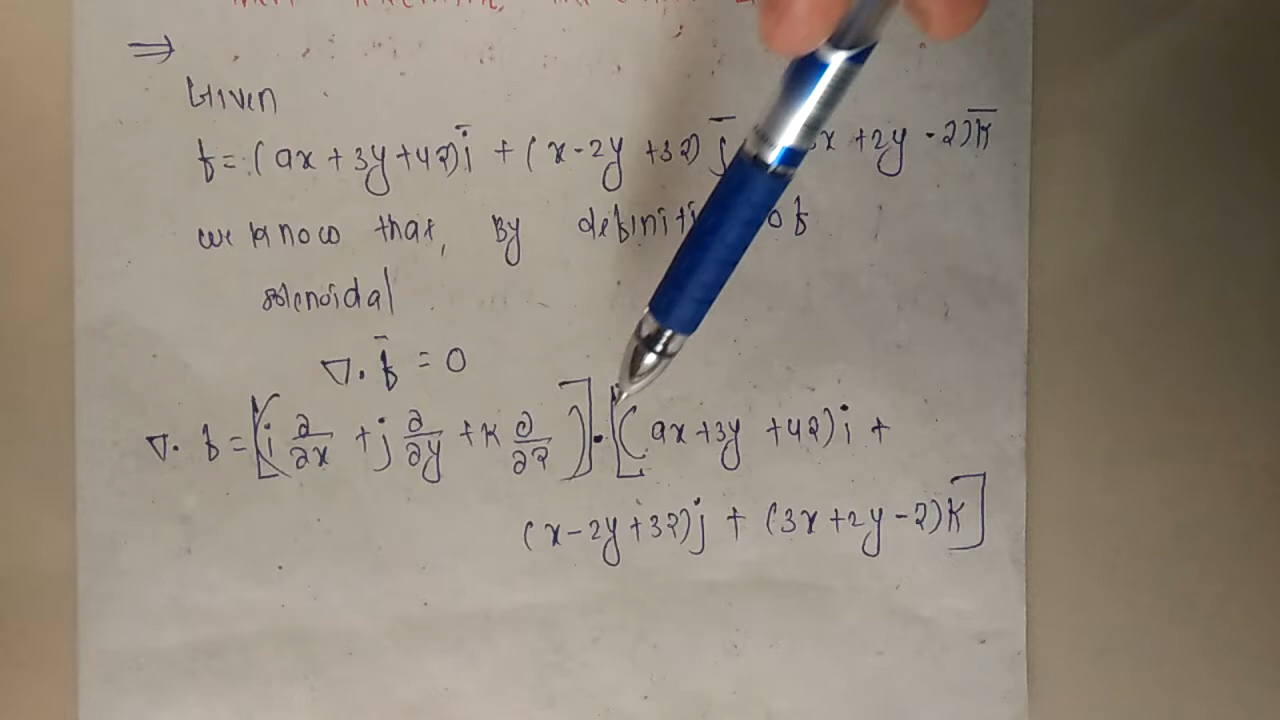 ⇒
Given
f = (ax + 3y + 4z) i̅ + (x - 2y + 3z) j̅ x + 2y - z) k̅
we know that, By of
solenoidal
∇. f̅ = 0
∇. f = [(i ∂/∂x + j ∂/∂y + k ∂/∂z)] . [(ax + 3y + 4z) i +
(x - 2y + 3z) j + (3x + 2y - z) k]